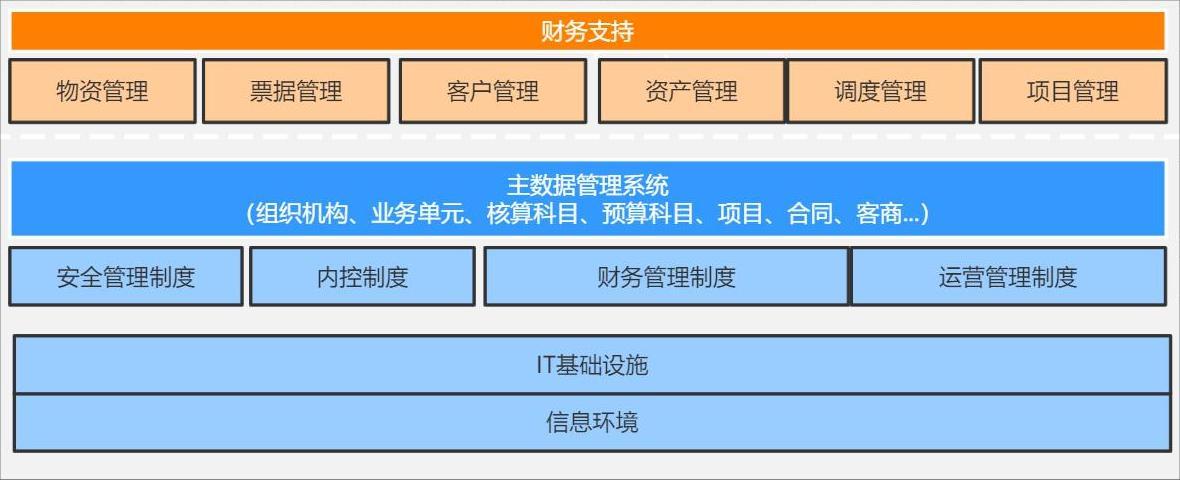 财务支持
物资管理 票据管理 客户管理 资产管理 调度管理 项目管理
主数据管理系统
（组织机构、业务单元、核算科目、预算科目、项目、合同、客商...）
安全管理制度 内控制度 财务管理制度 运营管理制度
IT基础设施
信息环境